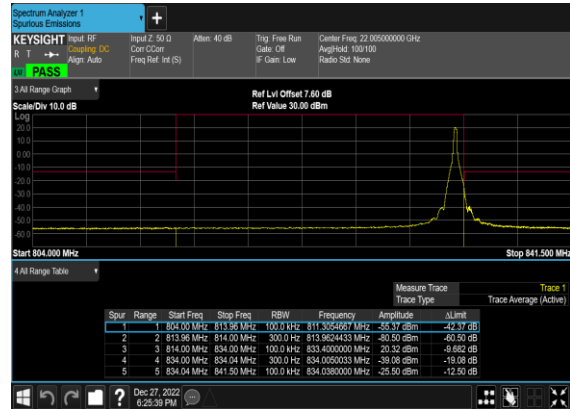 Spectrum Analyzer 1
Spurious Emissions
KEYSIGHT Input: RF Input Z: 50 Ω Atten: 40 dB Trig: Free Run Center Freq: 22.005000000 GHz
R T Coupling: DC Corr CCorr Gate: Off Avg|Hold: 100/100
Align: Auto Freq Ref: Int (S) IF Gain: Low Radio Std: None
LW PASS
3 All Range Graph
Ref Lvl Offset 7.60 dB
Scale/Div 10.0 dB Ref Value 30.00 dBm
Log
20.0
10.0
0.00
-10.0
-20.0
-30.0
-40.0
-50.0
-60.0
Start 804.000 MHz Stop 841.500 MHz
4 All Range Table
Measure Trace Trace 1
Trace Type Trace Average (Active)
Spur Range Start Freq Stop Freq RBW Frequency Amplitude ΔLimit
1 1 804.00 MHz 813.96 MHz 100.0 kHz 811.3054667 MHz -55.37 dBm -42.37 dB
2 2 813.96 MHz 814.00 MHz 300.0 Hz 813.9624433 MHz -80.50 dBm -60.50 dB
3 3 814.00 MHz 834.00 MHz 100.0 kHz 833.4000000 MHz 20.32 dBm -9.682 dB
4 4 834.00 MHz 834.04 MHz 300.0 Hz 834.0050033 MHz -39.08 dBm -19.08 dB
5 5 834.04 MHz 841.50 MHz 100.0 kHz 834.0380000 MHz -25.50 dBm -12.50 dB
Dec 27, 2022
6:25:39 PM